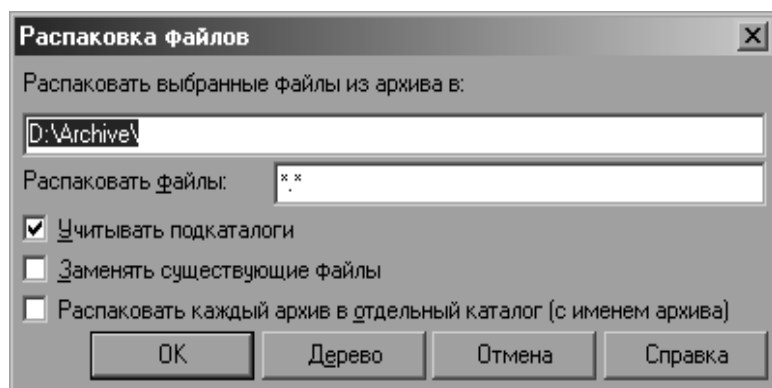 Распаковка файлов
Распаковать выбранные файлы из архива в:
D:\Archive\
Распаковать файлы: *.*
Учитывать подкаталоги
Заменять существующие файлы
Распаковать каждый архив в отдельный каталог (с именем архива)
OK Дерево Отмена Справка